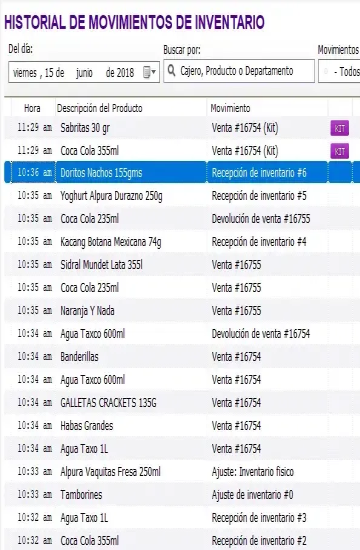 HISTORIAL DE MOVIMIENTOS DE INVENTARIO
Del día: Buscar por: Movimientos
viernes , 15 de junio de 2018 Cajero, Producto o Departamento - Todos
Hora Descripción del Producto Movimiento
11:29 am Sabritas 30 gr Venta #16754 (Kit) KIT
11:29 am Coca Cola 355ml Venta #16754 (Kit) KIT
10:36 am Doritos Nachos 155gms Recepción de inventario #6
10:35 am Yoghurt Alpura Durazno 250g Recepción de inventario #5
10:35 am Coca Cola 235ml Devolución de venta #16755
10:35 am Kacang Botana Mexicana 74g Recepción de inventario #4
10:35 am Sidral Mundet Lata 355l Venta #16755
10:35 am Coca Cola 235ml Venta #16755
10:35 am Naranja Y Nada Venta #16755
10:34 am Agua Taxco 600ml Devolución de venta #16754
10:34 am Banderillas Venta #16754
10:34 am Agua Taxco 600ml Venta #16754
10:34 am GALLETAS CRACKETS 135G Venta #16754
10:34 am Habas Grandes Venta #16754
10:34 am Agua Taxo 1L Venta #16754
10:33 am Alpura Vaquitas Fresa 250ml Ajuste: Inventario fisico
10:33 am Tamborines Ajuste de inventario #0
10:32 am Agua Taxo 1L Recepción de inventario #3
10:32 am Coca Cola 355ml Recepción de inventario #2